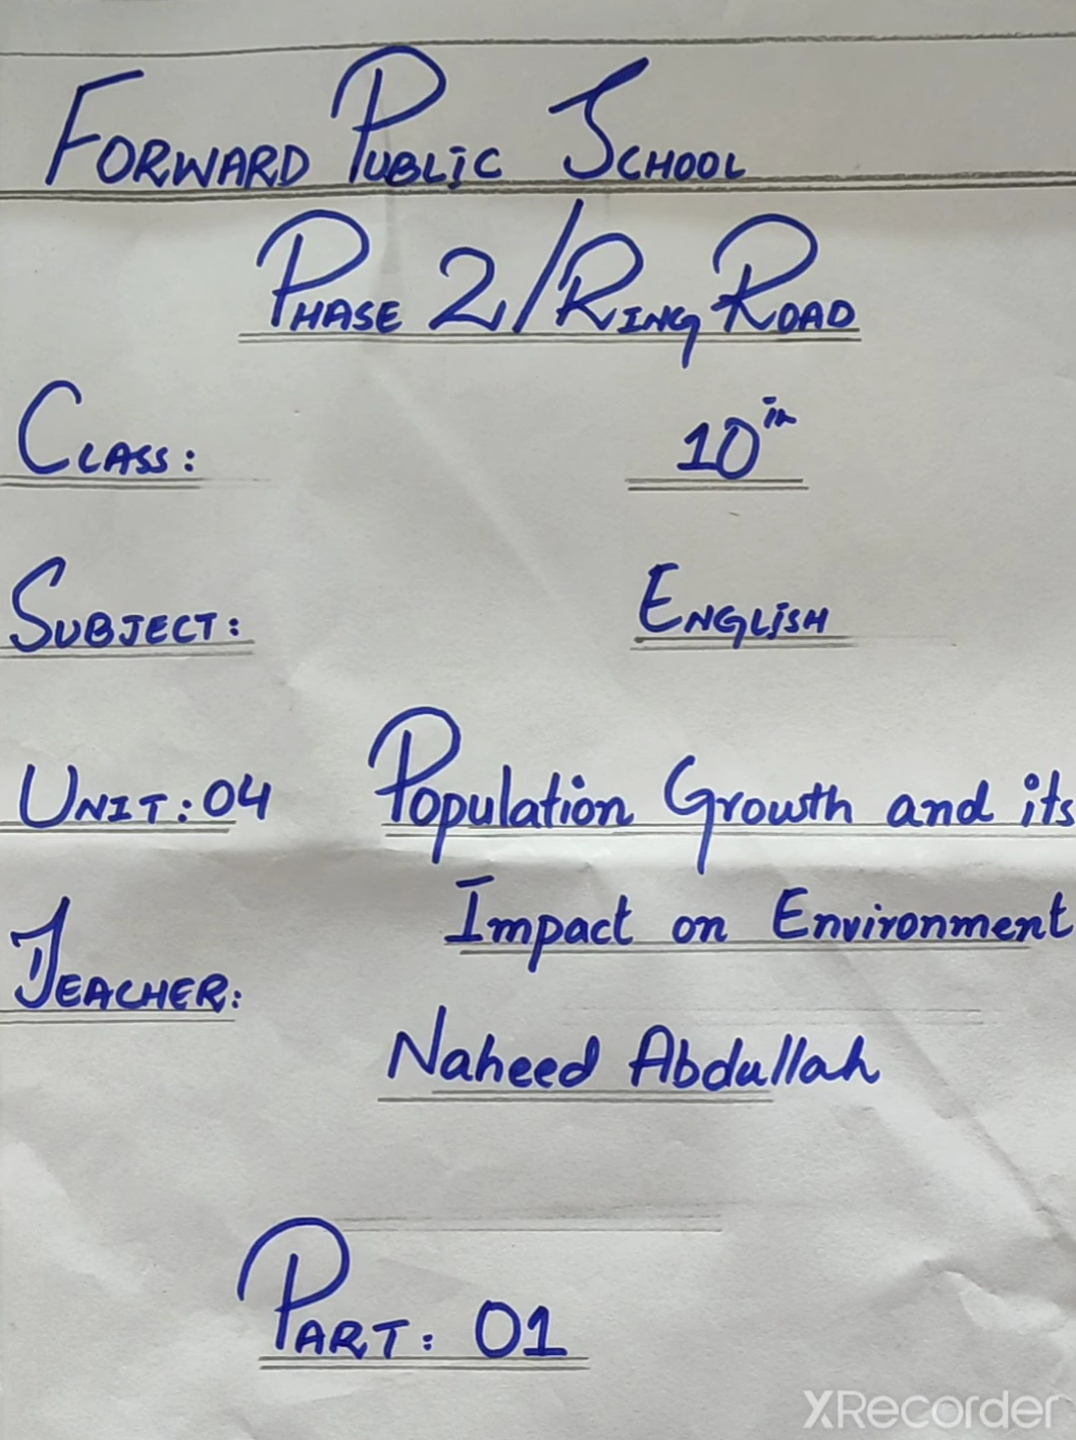 FORWARD PUBLIC SCHOOL
PHASE 2/RING ROAD
CLASS: 10th
SUBJECT: ENGLISH
UNIT: 04 Population Growth and its
Impact on Environment
TEACHER:
Naheed Abdullah
PART: 01
XRecorder